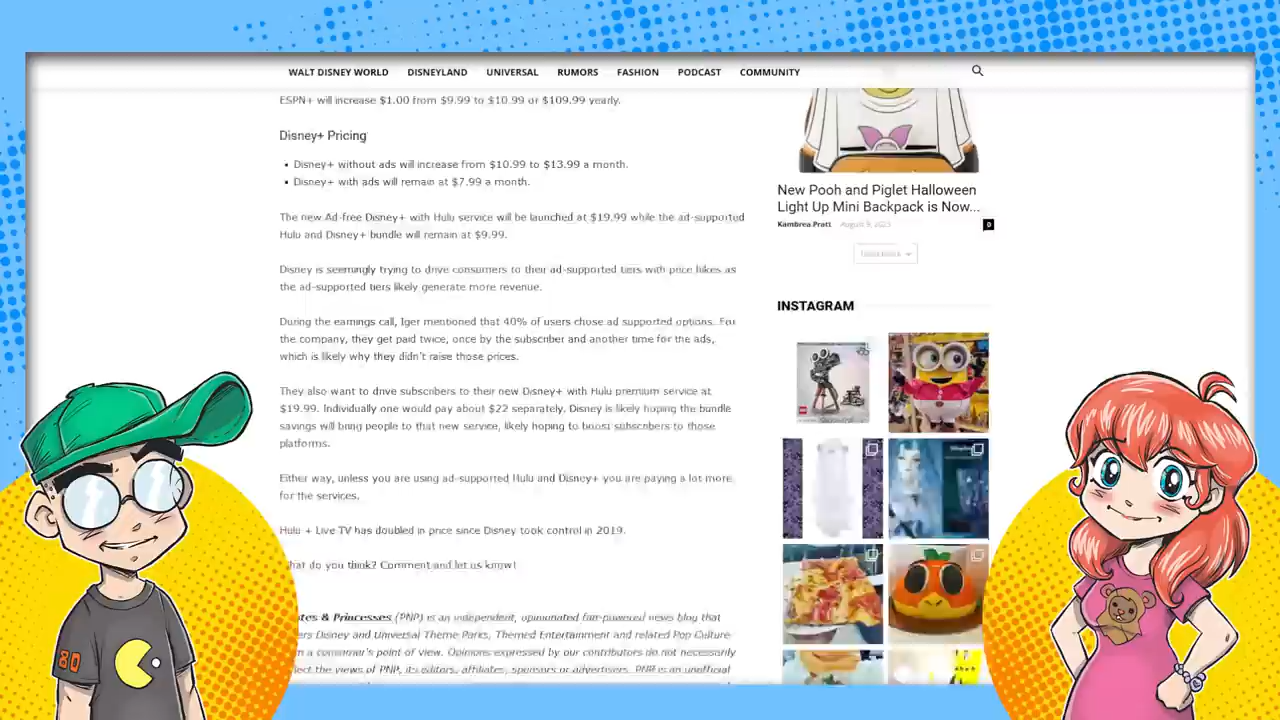 WALT DISNEY WORLD DISNEYLAND UNIVERSAL RUMORS FASHION PODCAST COMMUNITY
ESPN+ will increase $1.00 from $9.99 to $10.99 or $109.99 yearly.
Disney+ Pricing
Disney+ without ads will increase from $10.99 to $13.99 a month.
Disney+ with ads will remain at $7.99 a month.
The new Ad-free Disney+ with Hulu service will be launched at $19.99 while the ad-supported
Hulu and Disney+ bundle will remain at $9.99.
Disney is seemingly trying to drive consumers to their ad-supported tiers with price hikes as
the ad-supported tiers likely generate more revenue.
During the earnings call, Iger mentioned that 40% of users chose ad supported options. For
the company, they get paid twice, once by the subscriber and another time for the ads,
which is likely why they didn't raise those prices.
They also want to drive subscribers to their new Disney+ with Hulu premium service at
$19.99. Individually one would pay about $22 separately. Disney is likely hoping the bundle
savings will bring people to that new service, likely hoping to boost subscribers to those
platforms.
Either way, unless you are using ad-supported Hulu and Disney+ you are paying a lot more
for the services.
Hulu + Live TV has doubled in price since Disney took control in 2019.
hat do you think? Comment and let us know!
tes & Princesses (PNP) is an independent, opinionated fan-powered news blog that
ers Disney and Universal Theme Parks, Themed Entertainment and related Pop Culture
m a consumer's point of view. Opinions expressed by our contributors do not necessarily
lect the views of PNP, its editors, affiliates, sponsors or advertisers. PNP is an unofficial
New Pooh and Piglet Halloween
Light Up Mini Backpack is Now...
Kambrea Pratt - August 9, 2023 0
Load more
INSTAGRAM
80